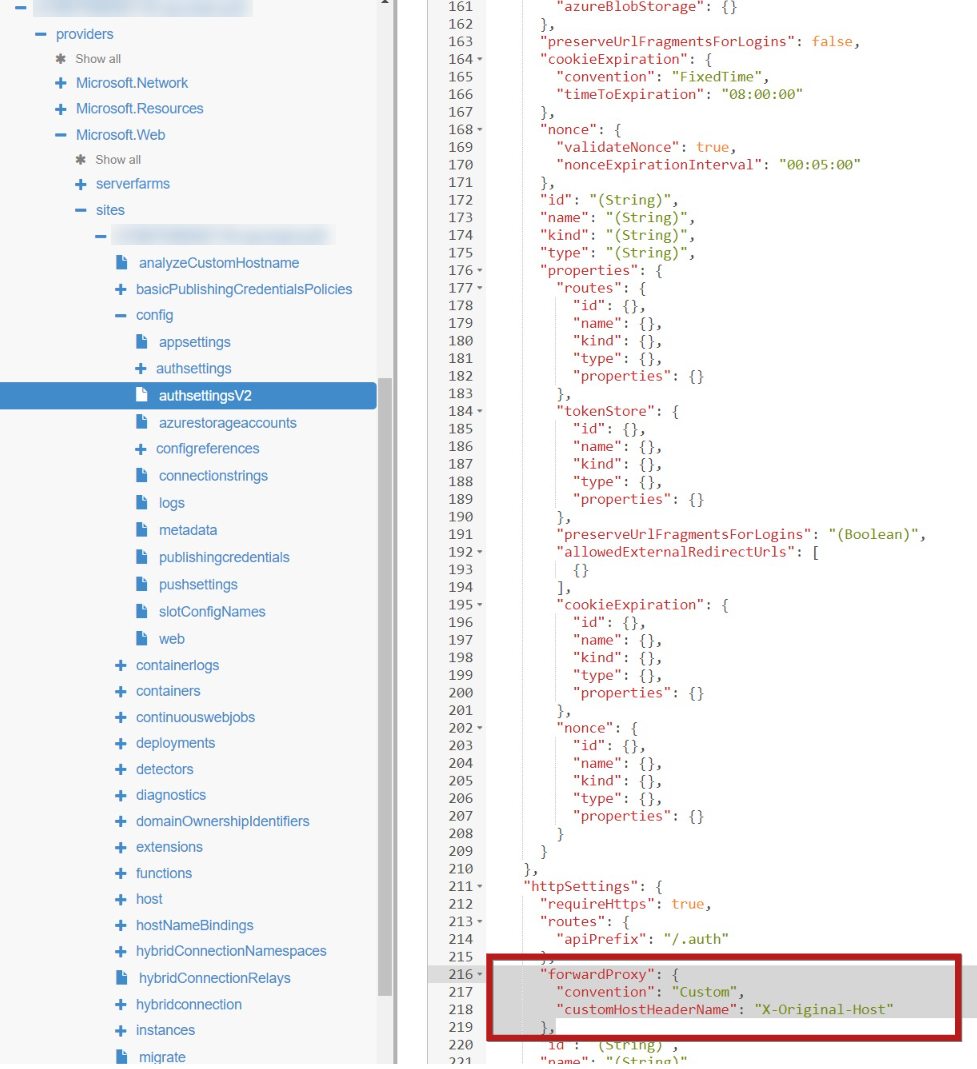 providers
Show all
Microsoft.Network
Microsoft.Resources
Microsoft.Web
Show all
serverfarms
sites
analyzeCustomHostname
basicPublishingCredentialsPolicies
config
appsettings
authsettings
authsettingsV2
azurestorageaccounts
configreferences
connectionstrings
logs
metadata
publishingcredentials
pushsettings
slotConfigNames
web
containerlogs
containers
continuouswebjobs
deployments
detectors
diagnostics
domainOwnershipIdentifiers
extensions
functions
host
hostNameBindings
hybridConnectionNamespaces
hybridConnectionRelays
hybridconnection
instances
migrate
161 "azureBlobStorage": {}
162 },
163 "preserveUrlFragmentsForLogins": false,
164 "cookieExpiration": {
165 "convention": "FixedTime",
166 "timeToExpiration": "08:00:00"
167 },
168 "nonce": {
169 "validateNonce": true,
170 "nonceExpirationInterval": "00:05:00"
171 },
172 "id": "(String)",
173 "name": "(String)",
174 "kind": "(String)",
175 "type": "(String)",
176 "properties": {
177 "routes": {
178 "id": {},
179 "name": {},
180 "kind": {},
181 "type": {},
182 "properties": {}
183 },
184 "tokenStore": {
185 "id": {},
186 "name": {},
187 "kind": {},
188 "type": {},
189 "properties": {}
190 },
191 "preserveUrlFragmentsForLogins": "(Boolean)",
192 "allowedExternalRedirectUrls": [
193 {}
194 ],
195 "cookieExpiration": {
196 "id": {},
197 "name": {},
198 "kind": {},
199 "type": {},
200 "properties": {}
201 },
202 "nonce": {
203 "id": {},
204 "name": {},
205 "kind": {},
206 "type": {},
207 "properties": {}
208 }
209 }
210 },
211 "httpSettings": {
212 "requireHttps": true,
213 "routes": {
214 "apiPrefix": "/.auth"
215 },
216 "forwardProxy": {
217 "convention": "Custom",
218 "customHostHeaderName": "X-Original-Host"
219 },
220 "id": "(String)",
221 "name": "(String)"